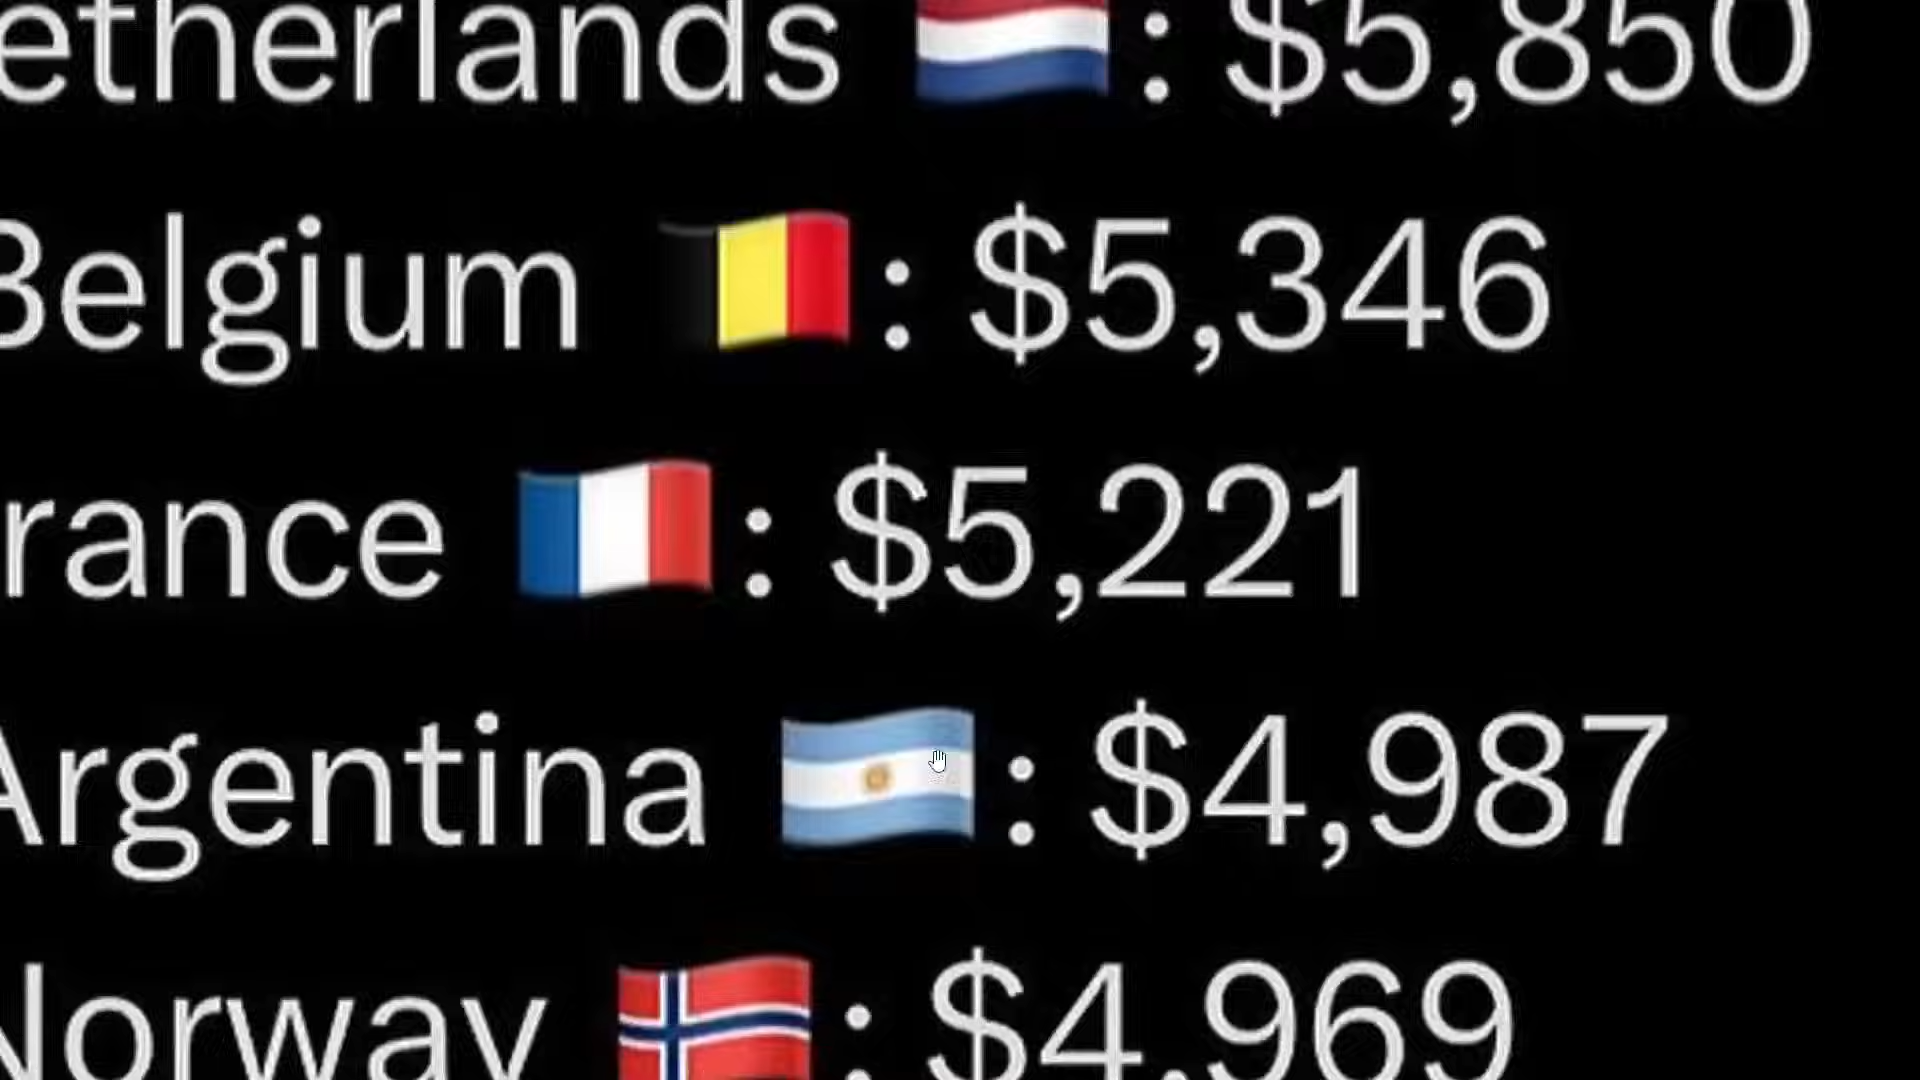 etherlands 🇳🇱: $5,850
Belgium 🇧🇪: $5,346
rance 🇫🇷: $5,221
Argentina 🇦🇷: $4,987
Norway 🇳🇴: $4,969